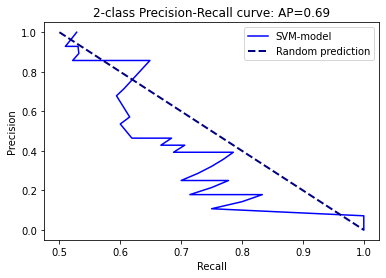 2-class Precision-Recall curve: AP=0.69
SVM-model
Random prediction
Precision
1.0
0.8
0.6
0.4
0.2
0.0
0.5
0.6
0.7
0.8
0.9
1.0
Recall